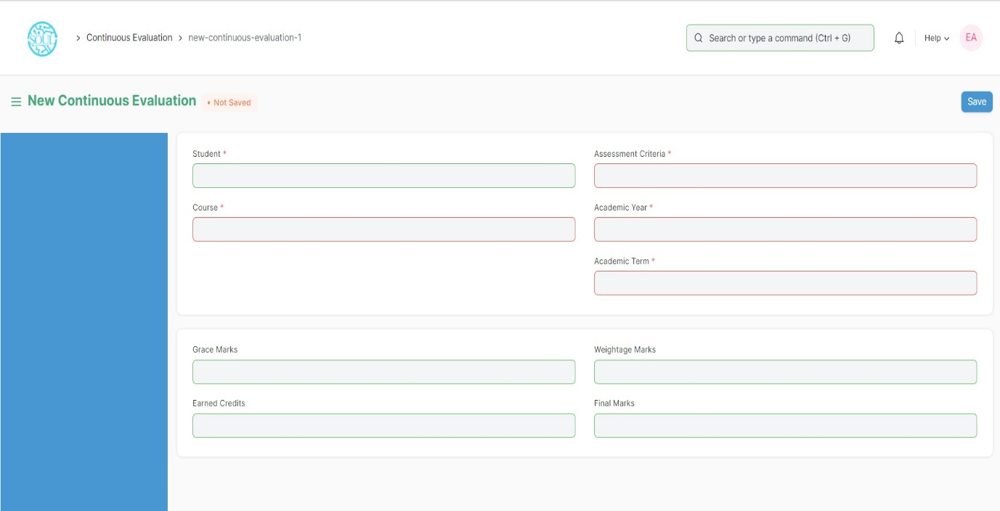 SOUL
Continuous Evaluation
new-continuous-evaluation-1
Search or type a command (Ctrl + G)
Help
EA
New Continuous Evaluation
• Not Saved
Save
Student *
Assessment Criteria *
Course *
Academic Year *
Academic Term *
Grace Marks
Weightage Marks
Earned Credits
Final Marks